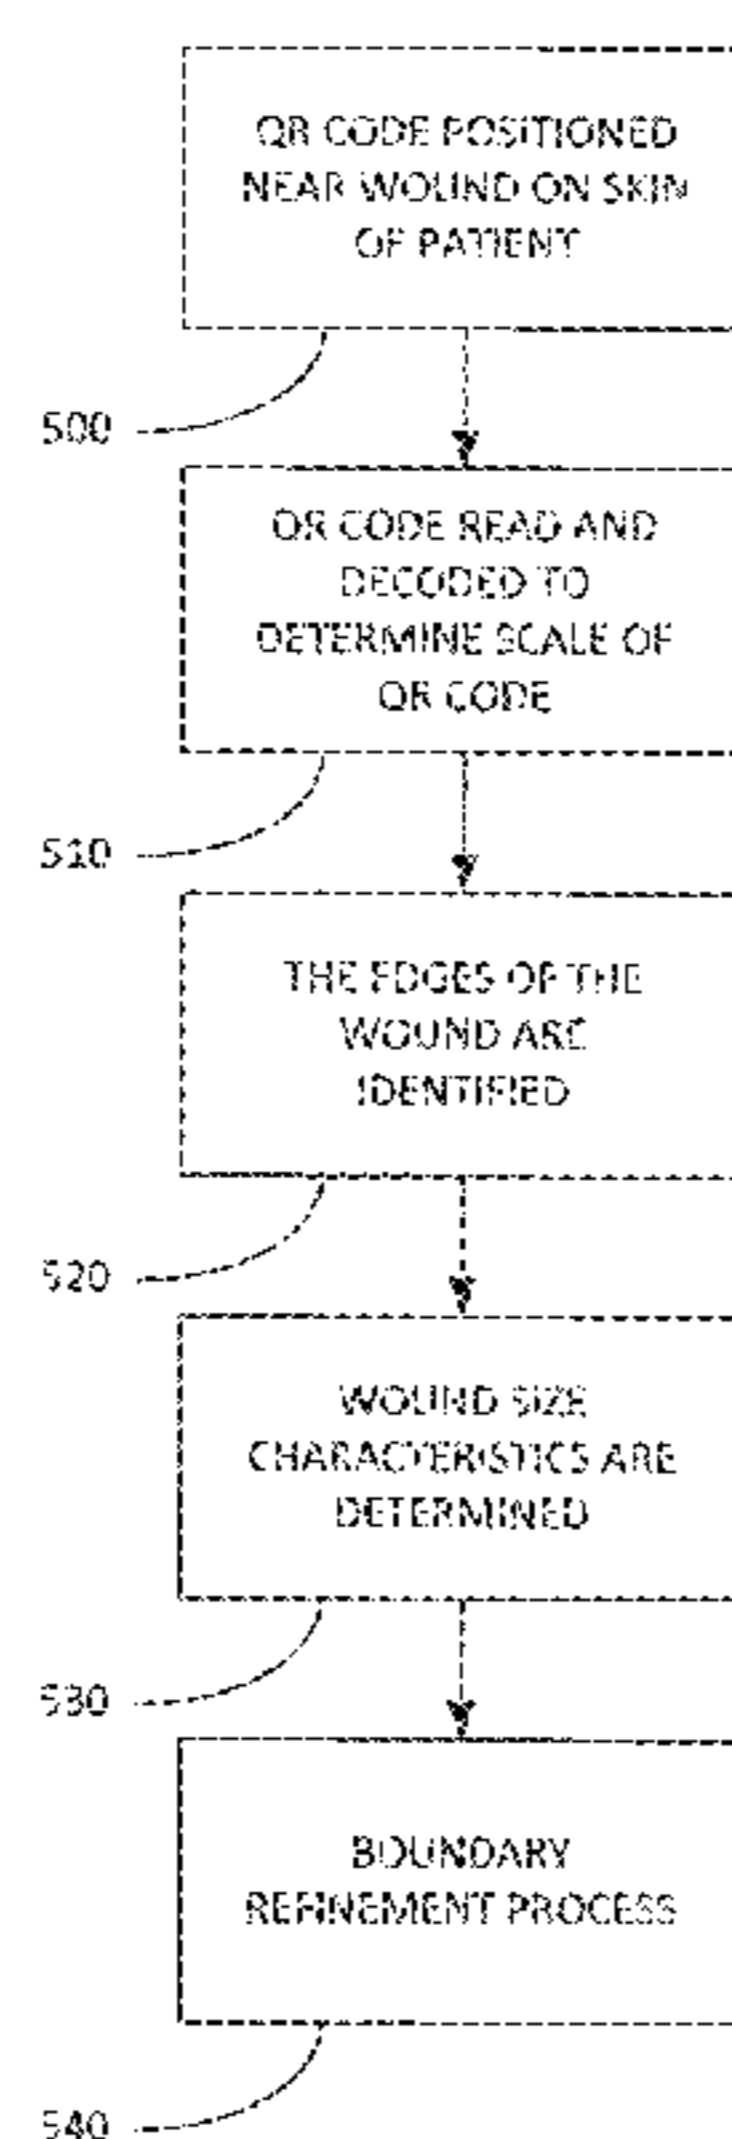 QR CODE POSITIONED
NEAR WOUND ON SKIN
OF PATIENT
500
QR CODE READ AND
DECODED TO
DETERMINE SCALE OF
QR CODE
510
THE EDGES OF THE
WOUND ARE
IDENTIFIED
520
WOUND SIZE
CHARACTERISTICS ARE
DETERMINED
530
BOUNDARY
REFINEMENT PROCESS
540